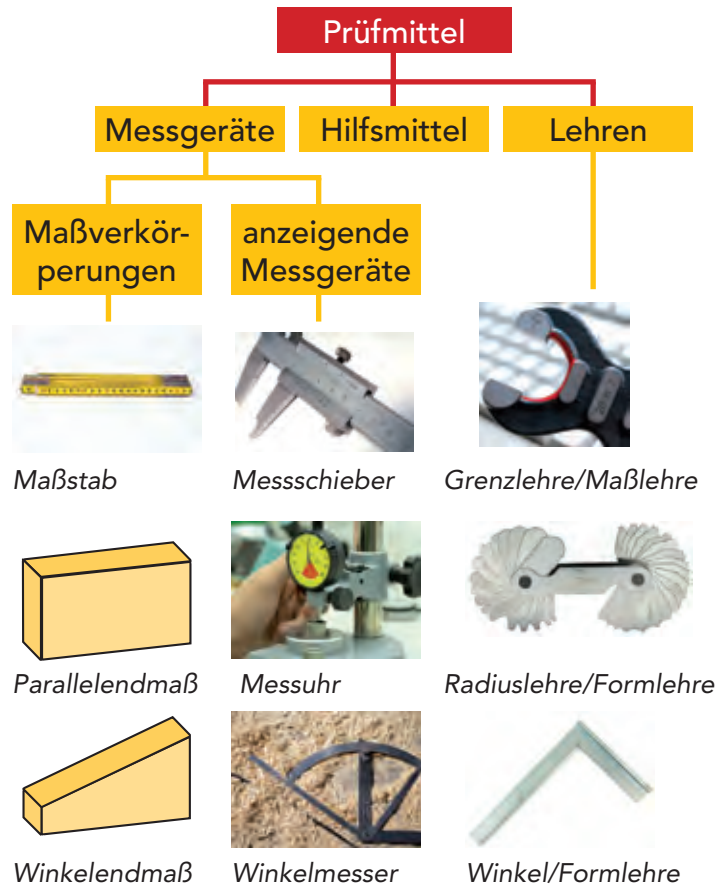 Prüfmittel
Messgeräte
Hilfsmittel
Lehren
Maßverkör-
perungen
anzeigende
Messgeräte
Maßstab
Messschieber
Grenzlehre/Maßlehre
Parallelendmaß
Messuhr
Radiuslehre/Formlehre
Winkelendmaß
Winkelmesser
Winkel/Formlehre